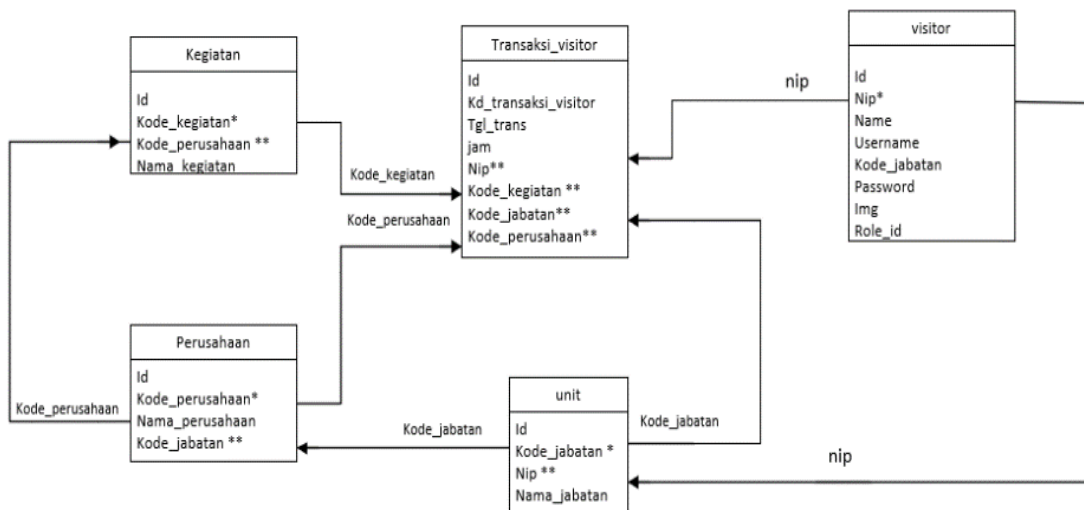 Kegiatan
Id
Kode_kegiatan*
Kode_perusahaan **
Nama_kegiatan
Transaksi_visitor
Id
Kd_transaksi_visitor
Tgl_trans
jam
Nip**
Kode_kegiatan **
Kode_jabatan**
Kode_perusahaan**
visitor
Id
Nip*
Name
Username
Kode_jabatan
Password
Img
Role_id
nip
Kode_kegiatan
Kode_perusahaan
Perusahaan
Id
Kode_perusahaan*
Nama_perusahaan
Kode_jabatan **
Kode_perusahaan
Kode_jabatan
unit
Id
Kode_jabatan *
Nip **
Nama_jabatan
Kode_jabatan
nip